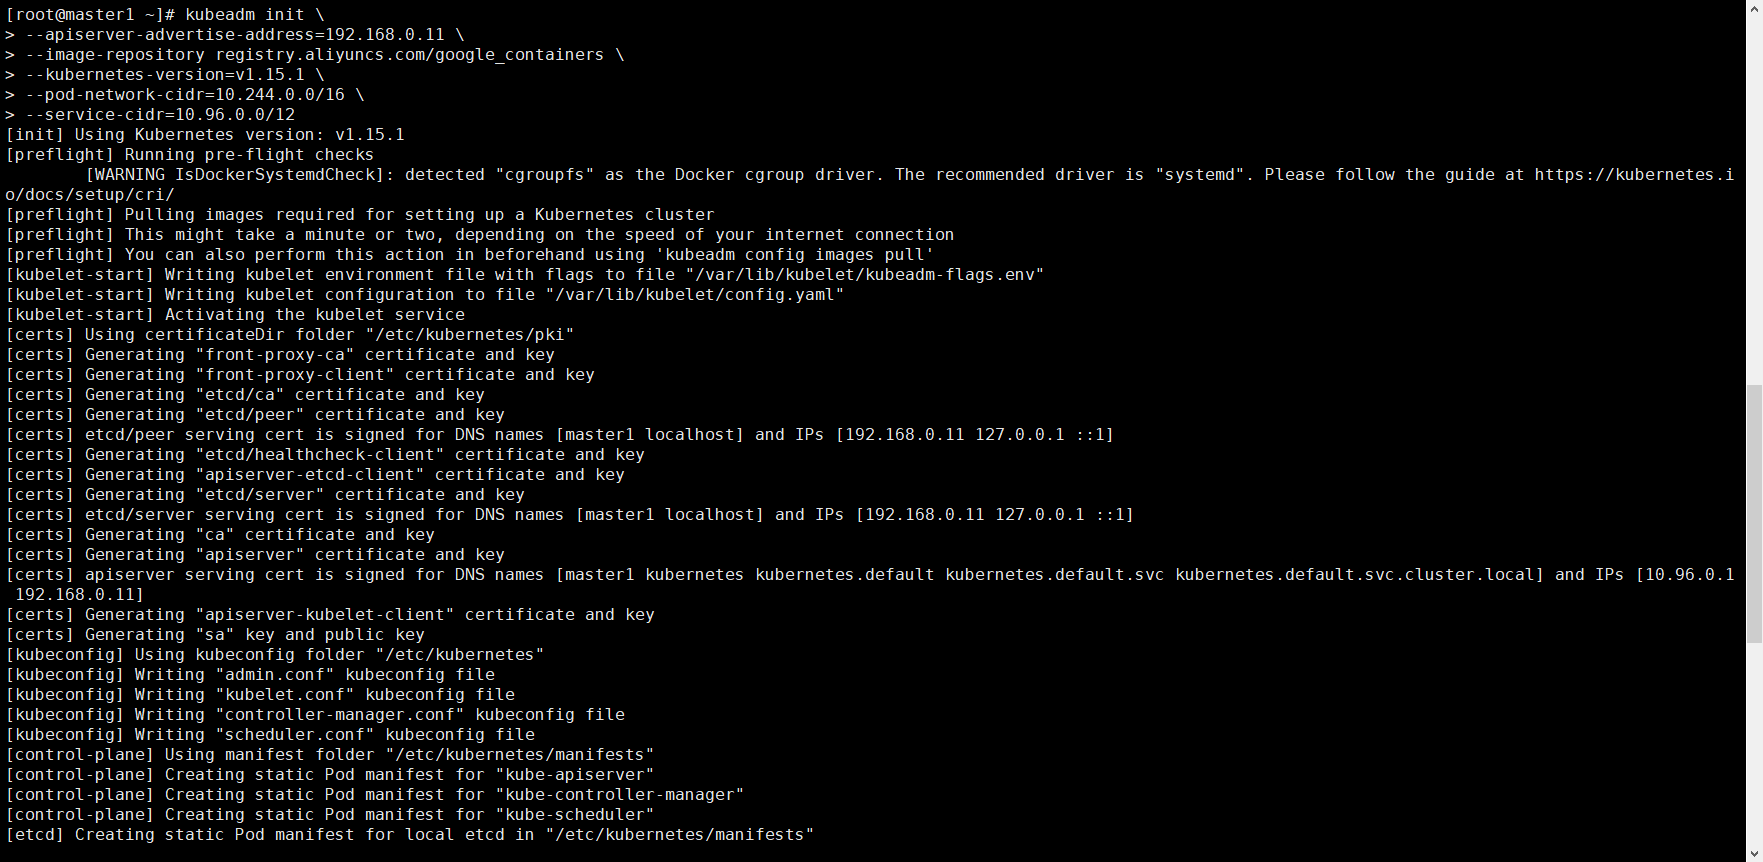 [root@master1 ~]# kubeadm init \
> --apiserver-advertise-address=192.168.0.11 \
> --image-repository registry.aliyuncs.com/google_containers \
> --kubernetes-version=v1.15.1 \
> --pod-network-cidr=10.244.0.0/16 \
> --service-cidr=10.96.0.0/12
[init] Using Kubernetes version: v1.15.1
[preflight] Running pre-flight checks
        [WARNING IsDockerSystemdCheck]: detected "cgroupfs" as the Docker cgroup driver. The recommended driver is "systemd". Please follow the guide at https://kubernetes.i
o/docs/setup/cri/
[preflight] Pulling images required for setting up a Kubernetes cluster
[preflight] This might take a minute or two, depending on the speed of your internet connection
[preflight] You can also perform this action in beforehand using 'kubeadm config images pull'
[kubelet-start] Writing kubelet environment file with flags to file "/var/lib/kubelet/kubeadm-flags.env"
[kubelet-start] Writing kubelet configuration to file "/var/lib/kubelet/config.yaml"
[kubelet-start] Activating the kubelet service
[certs] Using certificateDir folder "/etc/kubernetes/pki"
[certs] Generating "front-proxy-ca" certificate and key
[certs] Generating "front-proxy-client" certificate and key
[certs] Generating "etcd/ca" certificate and key
[certs] Generating "etcd/peer" certificate and key
[certs] etcd/peer serving cert is signed for DNS names [master1 localhost] and IPs [192.168.0.11 127.0.0.1 ::1]
[certs] Generating "etcd/healthcheck-client" certificate and key
[certs] Generating "apiserver-etcd-client" certificate and key
[certs] Generating "etcd/server" certificate and key
[certs] etcd/server serving cert is signed for DNS names [master1 localhost] and IPs [192.168.0.11 127.0.0.1 ::1]
[certs] Generating "ca" certificate and key
[certs] Generating "apiserver" certificate and key
[certs] apiserver serving cert is signed for DNS names [master1 kubernetes kubernetes.default kubernetes.default.svc kubernetes.default.svc.cluster.local] and IPs [10.96.0.1
 192.168.0.11]
[certs] Generating "apiserver-kubelet-client" certificate and key
[certs] Generating "sa" key and public key
[kubeconfig] Using kubeconfig folder "/etc/kubernetes"
[kubeconfig] Writing "admin.conf" kubeconfig file
[kubeconfig] Writing "kubelet.conf" kubeconfig file
[kubeconfig] Writing "controller-manager.conf" kubeconfig file
[kubeconfig] Writing "scheduler.conf" kubeconfig file
[control-plane] Using manifest folder "/etc/kubernetes/manifests"
[control-plane] Creating static Pod manifest for "kube-apiserver"
[control-plane] Creating static Pod manifest for "kube-controller-manager"
[control-plane] Creating static Pod manifest for "kube-scheduler"
[etcd] Creating static Pod manifest for local etcd in "/etc/kubernetes/manifests"